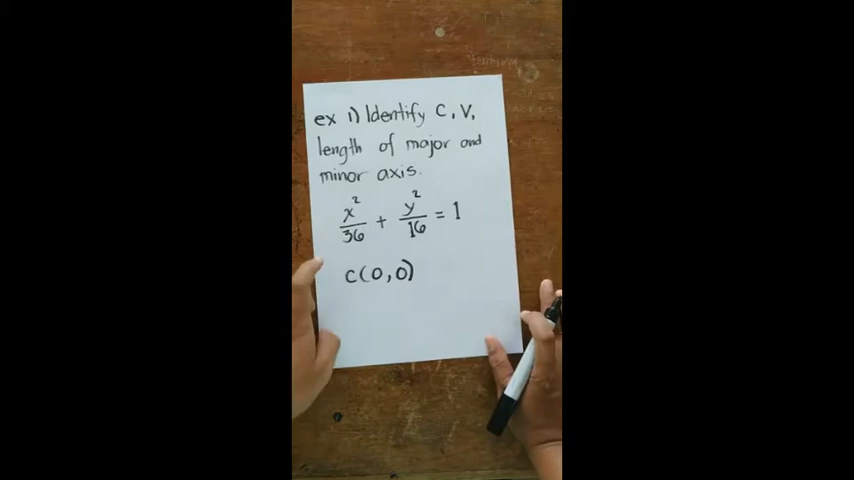 ex 1) Identify C, V,
length of major and
minor axis.
x²/36 + y²/16 = 1
C(0,0)